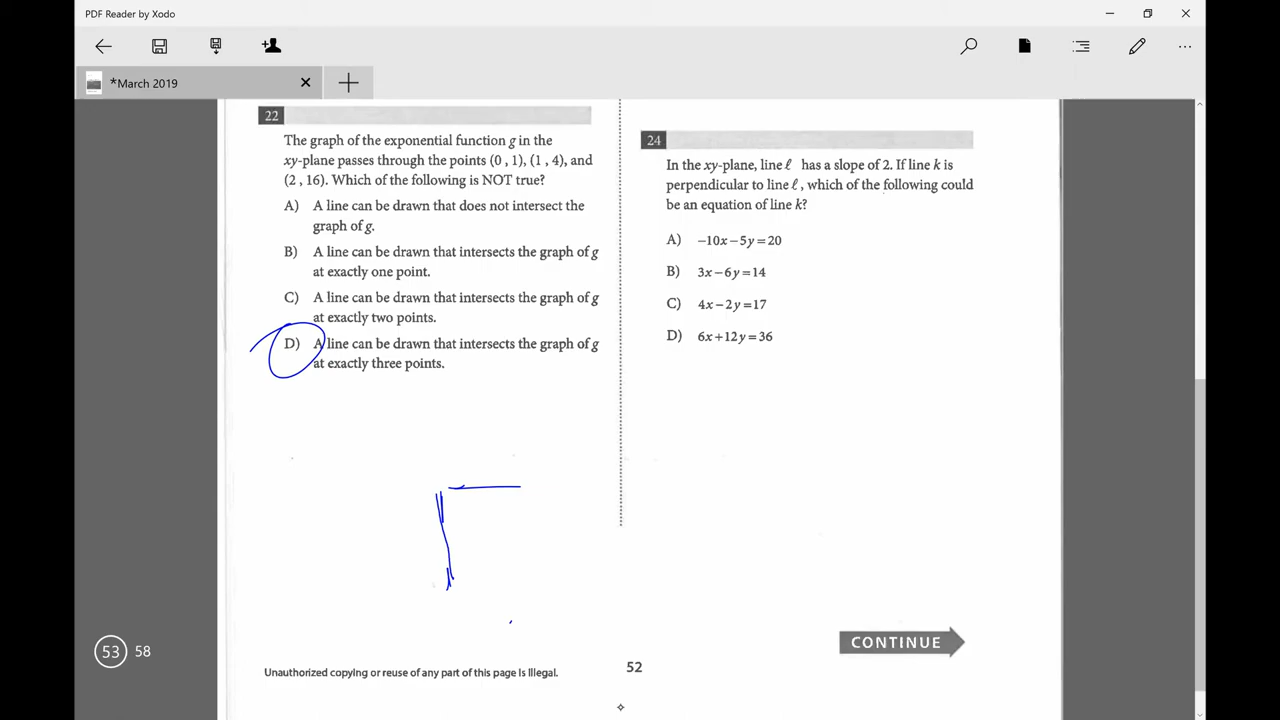 PDF Reader by Xodo
*March 2019
22
The graph of the exponential function g in the
xy-plane passes through the points (0 , 1), (1 , 4), and
(2 , 16). Which of the following is NOT true?
A) A line can be drawn that does not intersect the
graph of g.
B) A line can be drawn that intersects the graph of g
at exactly one point.
C) A line can be drawn that intersects the graph of g
at exactly two points.
D) A line can be drawn that intersects the graph of g
at exactly three points.
24
In the xy-plane, line ℓ has a slope of 2. If line k is
perpendicular to line ℓ, which of the following could
be an equation of line k?
A) −10x − 5y = 20
B) 3x − 6y = 14
C) 4x − 2y = 17
D) 6x + 12y = 36
53 58
Unauthorized copying or reuse of any part of this page is illegal.
52
CONTINUE